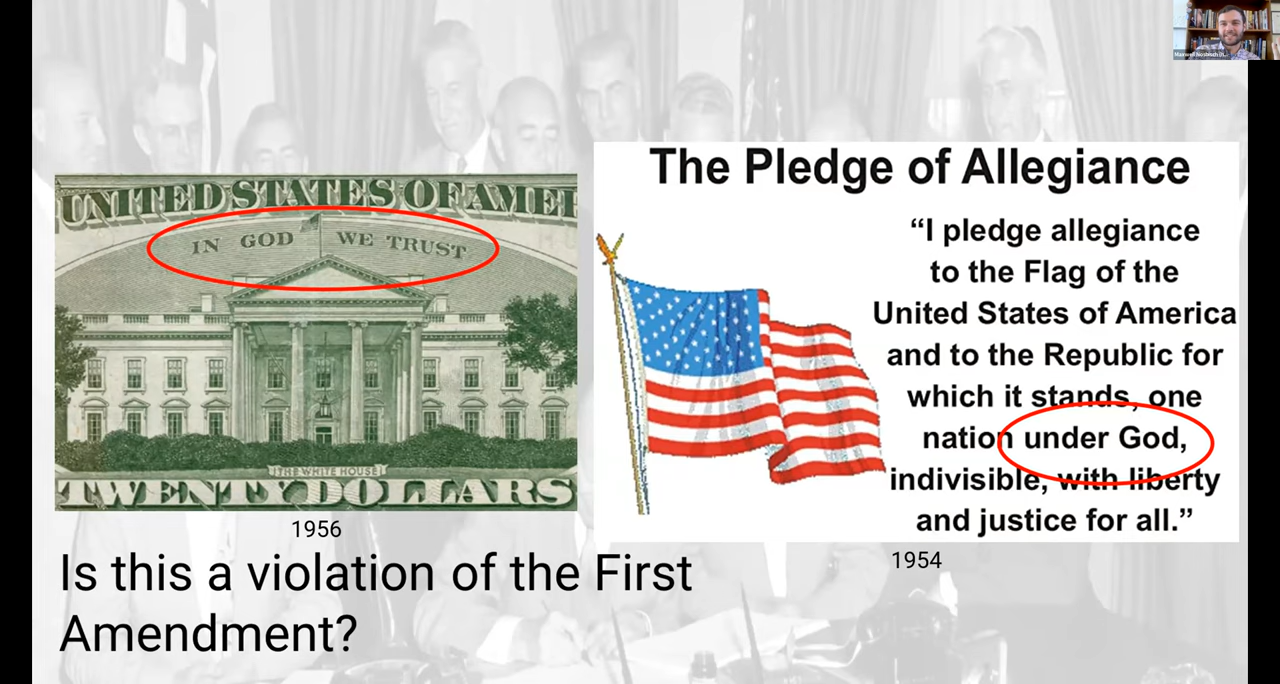 UNITED STATES OF AMER
IN GOD WE TRUST
THE WHITE HOUSE
TWENTY DOLLARS
1956
The Pledge of Allegiance
“I pledge allegiance
to the Flag of the
United States of America
and to the Republic for
which it stands, one
nation under God,
indivisible, with liberty
and justice for all.”
1954
Is this a violation of the First
Amendment?
Maxwell